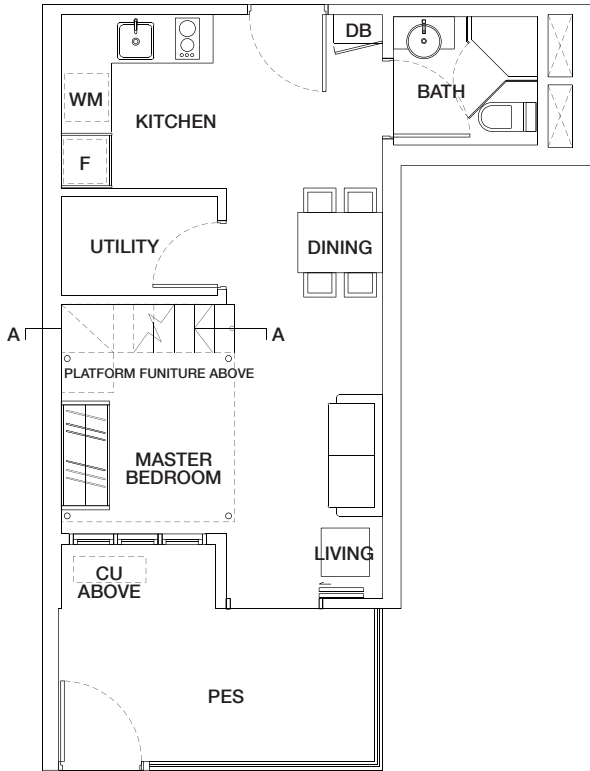 DB
BATH
WM
KITCHEN
F
UTILITY
DINING
A
A
PLATFORM FUNITURE ABOVE
MASTER
BEDROOM
LIVING
CU
ABOVE
PES